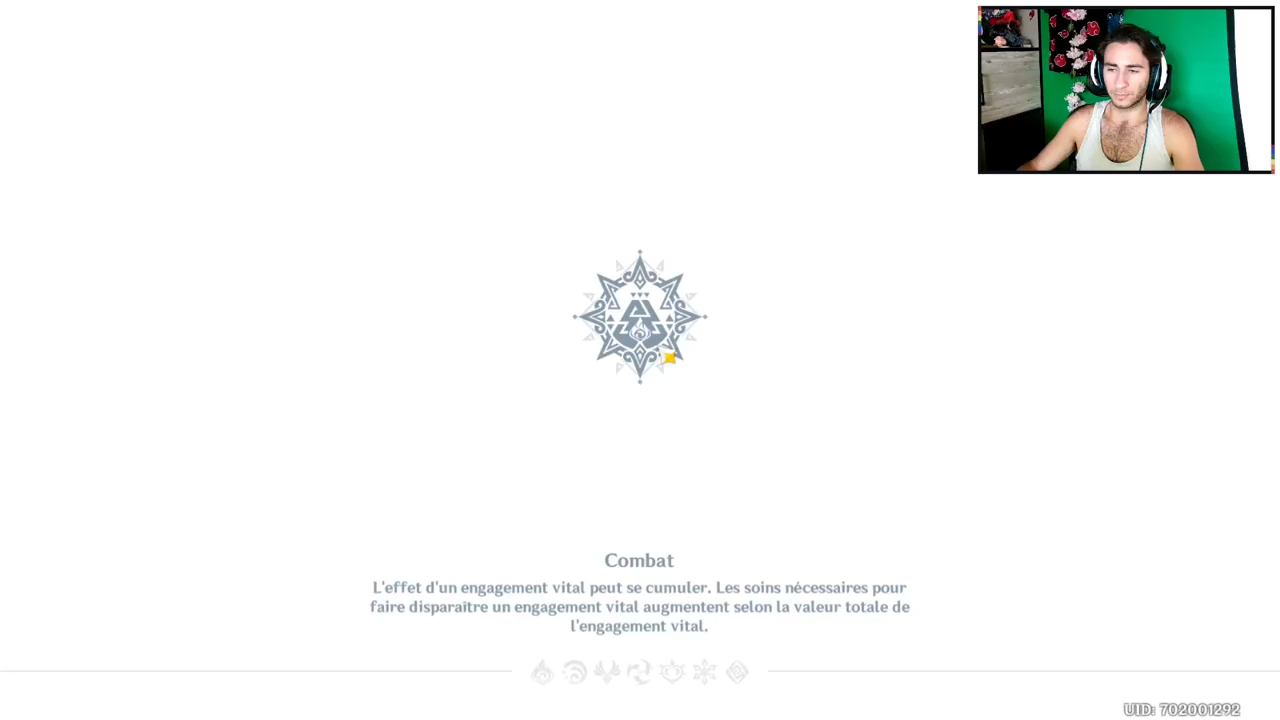 Combat
L'effet d'un engagement vital peut se cumuler. Les soins nécessaires pour
faire disparaître un engagement vital augmentent selon la valeur totale de
l'engagement vital.
UID: 702001292